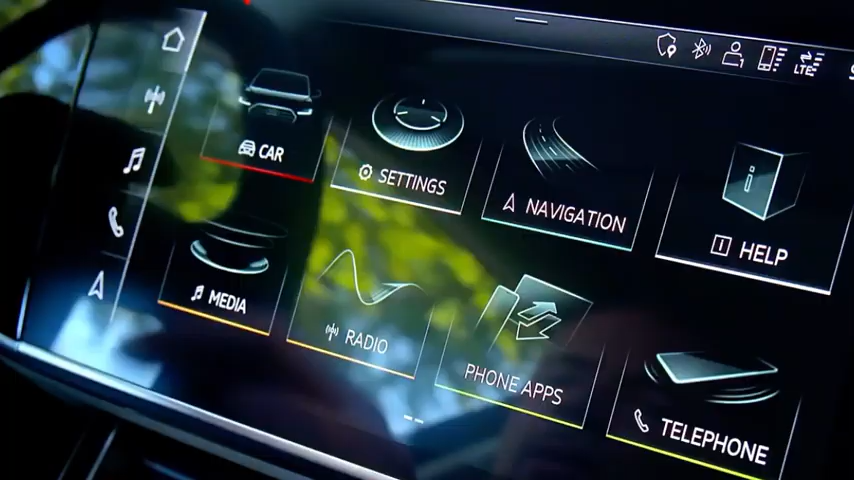 LTE
CAR
SETTINGS
NAVIGATION
HELP
MEDIA
RADIO
PHONE APPS
TELEPHONE